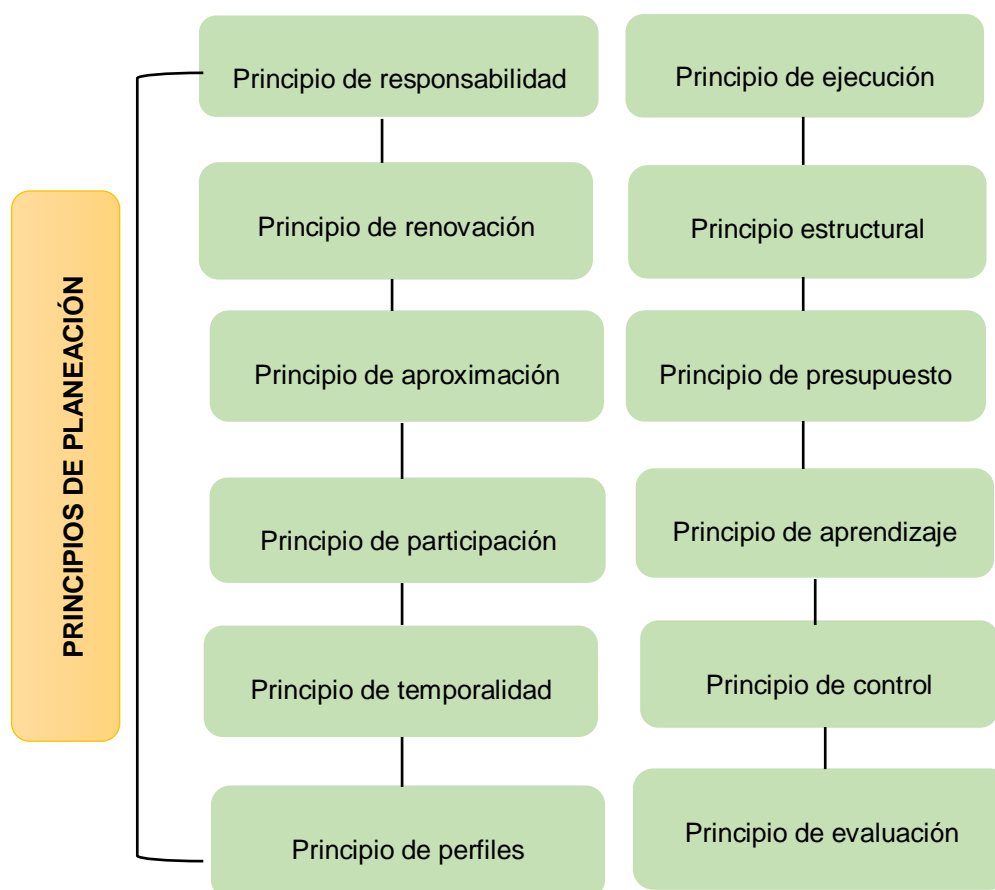 PRINCIPIOS DE PLANEACIÓN
Principio de responsabilidad
Principio de renovación
Principio de aproximación
Principio de participación
Principio de temporalidad
Principio de perfiles
Principio de ejecución
Principio estructural
Principio de presupuesto
Principio de aprendizaje
Principio de control
Principio de evaluación